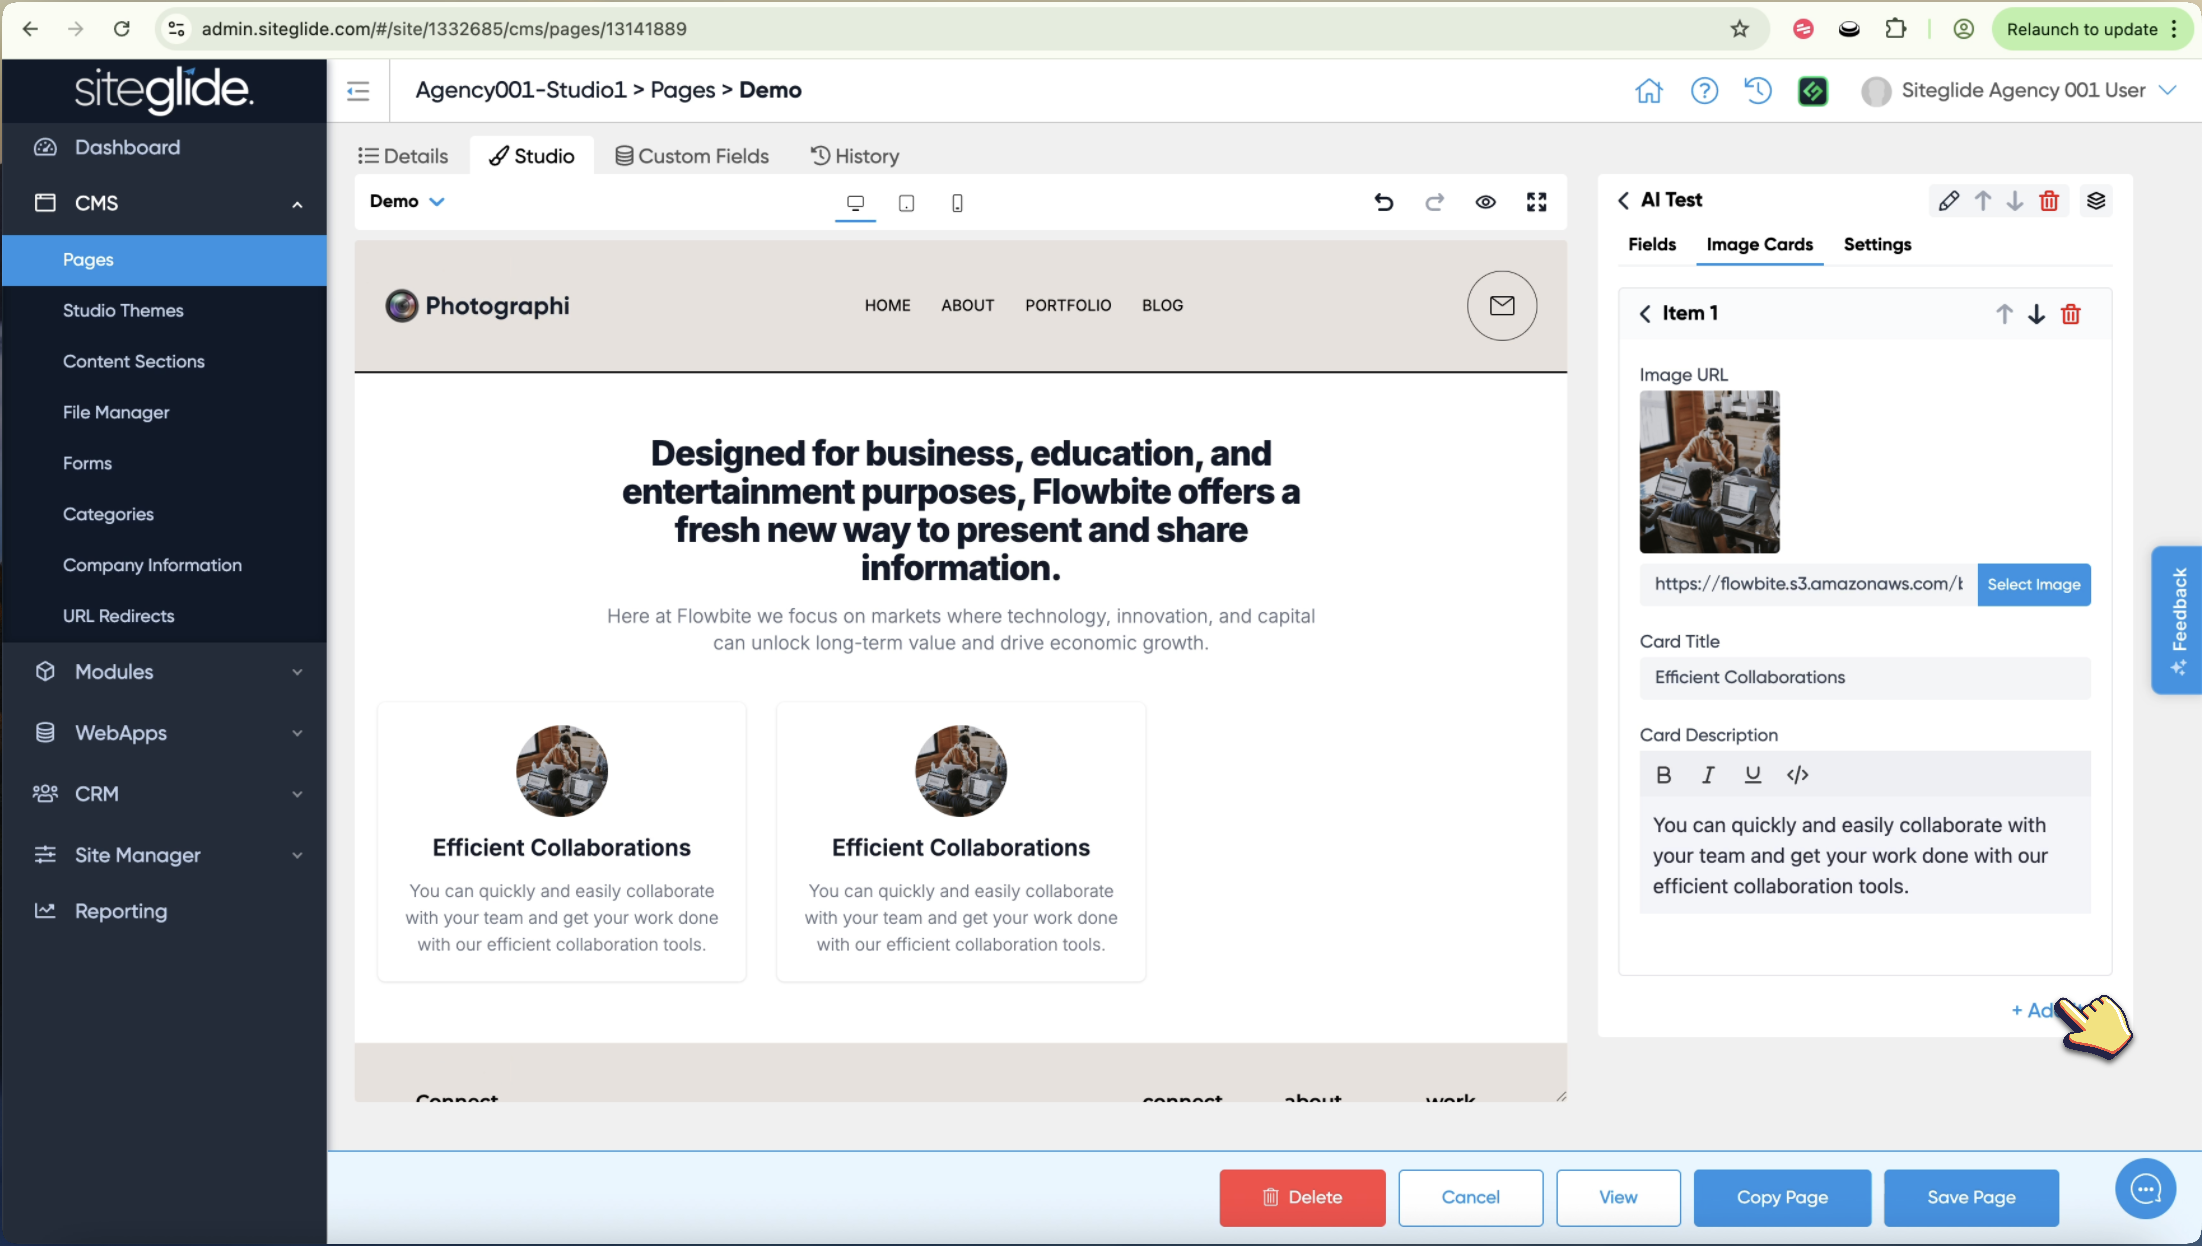 admin.siteglide.com/#/site/1332685/cms/pages/13141889
Relaunch to update
siteglide.
Agency001-Studio1 > Pages > Demo
Siteglide Agency 001 User
Dashboard
CMS
Pages
Studio Themes
Content Sections
File Manager
Forms
Categories
Company Information
URL Redirects
Modules
WebApps
CRM
Site Manager
Reporting
Details
Studio
Custom Fields
History
Demo
Photographi
HOME
ABOUT
PORTFOLIO
BLOG
Designed for business, education, and
entertainment purposes, Flowbite offers a
fresh new way to present and share
information.
Here at Flowbite we focus on markets where technology, innovation, and capital
can unlock long-term value and drive economic growth.
Efficient Collaborations
You can quickly and easily collaborate
with your team and get your work done
with our efficient collaboration tools.
Efficient Collaborations
You can quickly and easily collaborate
with your team and get your work done
with our efficient collaboration tools.
Connect
connect
about
work
AI Test
Fields
Image Cards
Settings
Item 1
Image URL
https://flowbite.s3.amazonaws.com/b
Select Image
Card Title
Efficient Collaborations
Card Description
B I U </>
You can quickly and easily collaborate with
your team and get your work done with our
efficient collaboration tools.
+ Ad
Feedback
Delete
Cancel
View
Copy Page
Save Page